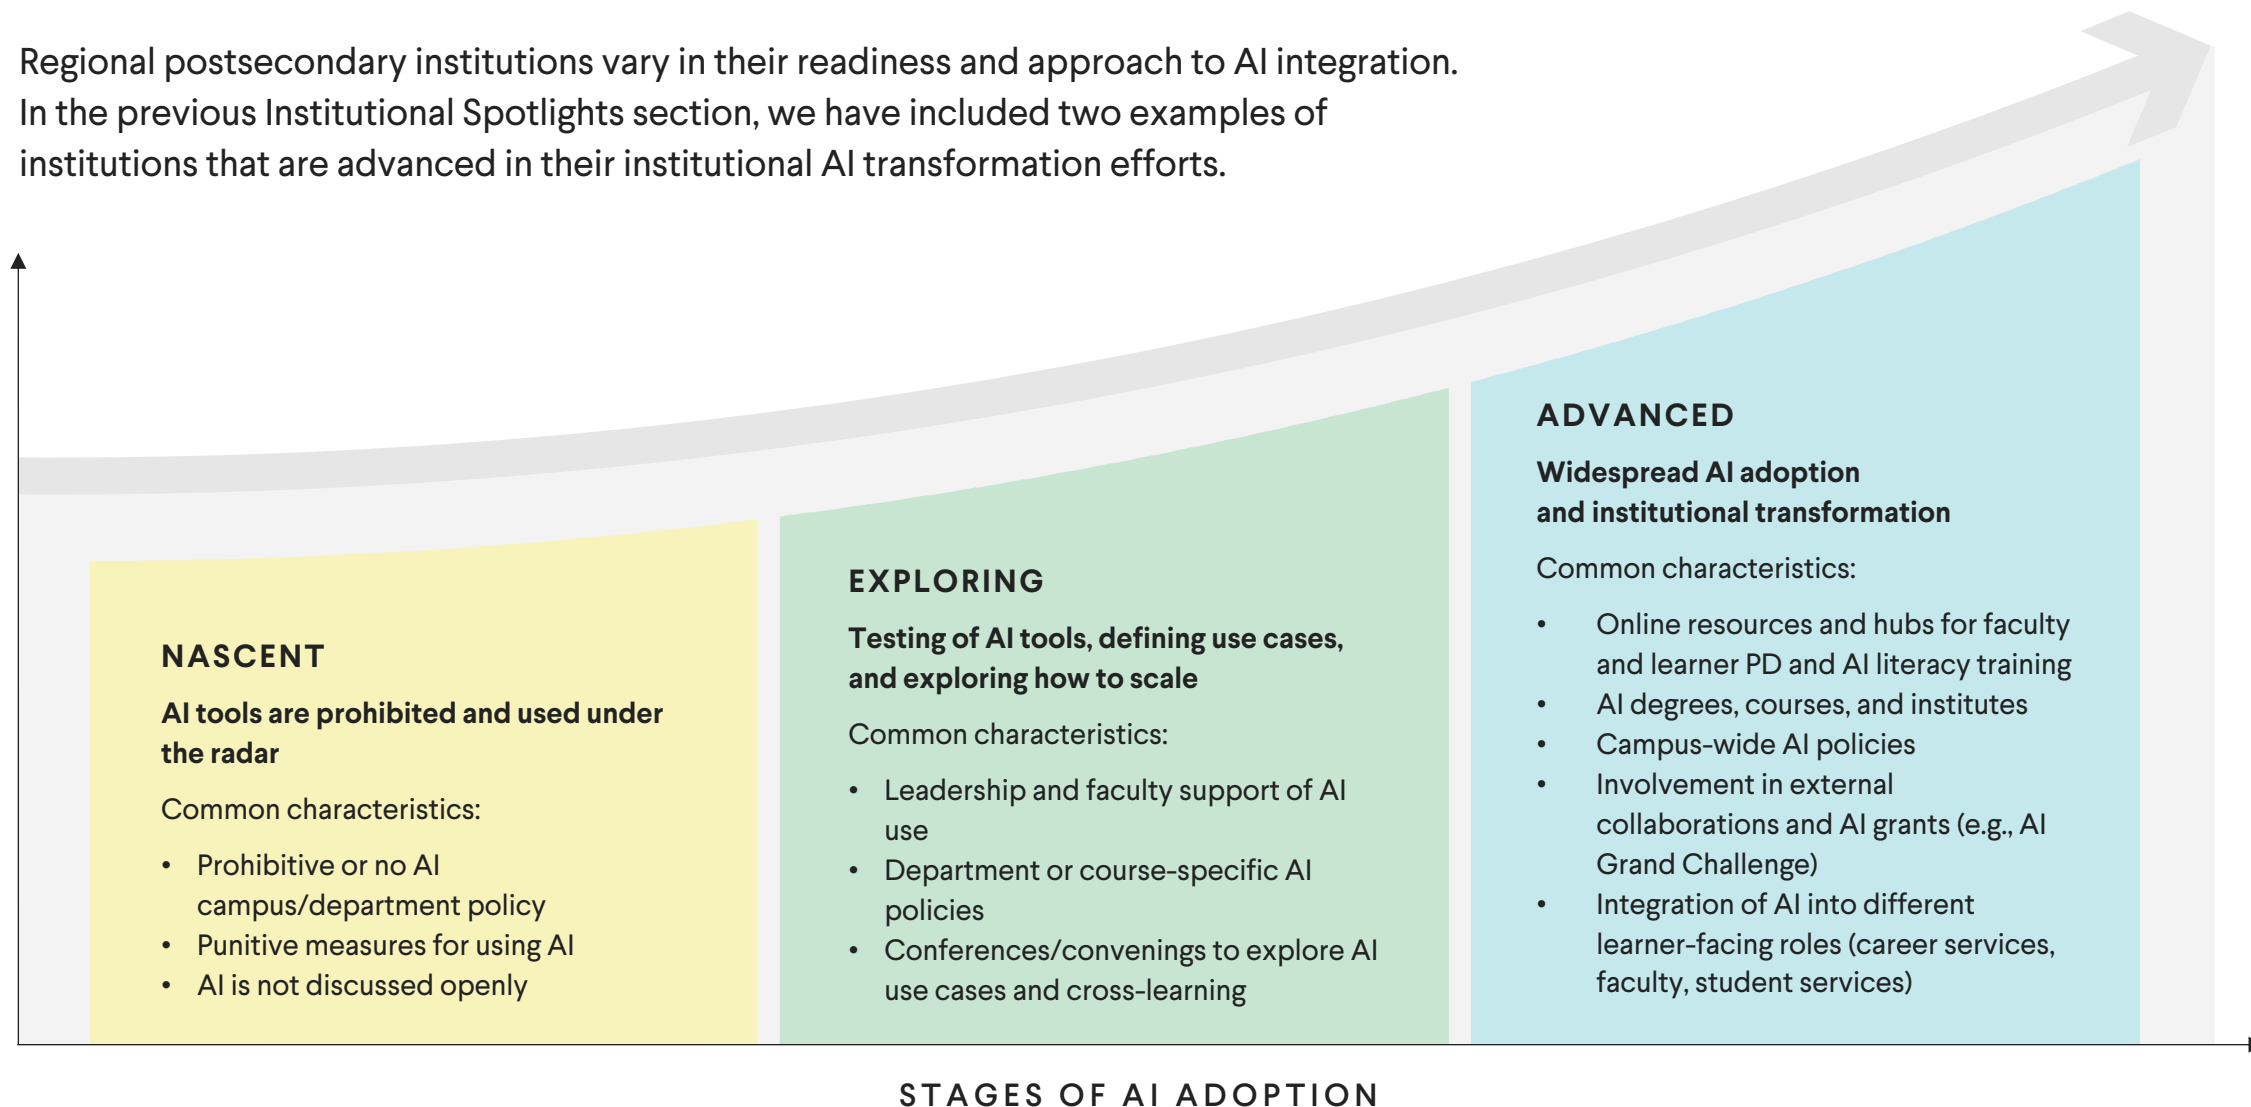 Regional postsecondary institutions vary in their readiness and approach to AI integration.
In the previous Institutional Spotlights section, we have included two examples of
institutions that are advanced in their institutional AI transformation efforts.
NASCENT
AI tools are prohibited and used under
the radar
Common characteristics:
• Prohibitive or no AI
campus/department policy
• Punitive measures for using AI
• AI is not discussed openly
EXPLORING
Testing of AI tools, defining use cases,
and exploring how to scale
Common characteristics:
• Leadership and faculty support of AI
use
• Department or course-specific AI
policies
• Conferences/convenings to explore AI
use cases and cross-learning
ADVANCED
Widespread AI adoption
and institutional transformation
Common characteristics:
• Online resources and hubs for faculty
and learner PD and AI literacy training
• AI degrees, courses, and institutes
• Campus-wide AI policies
• Involvement in external
collaborations and AI grants (e.g., AI
Grand Challenge)
• Integration of AI into different
learner-facing roles (career services,
faculty, student services)
STAGES OF AI ADOPTION